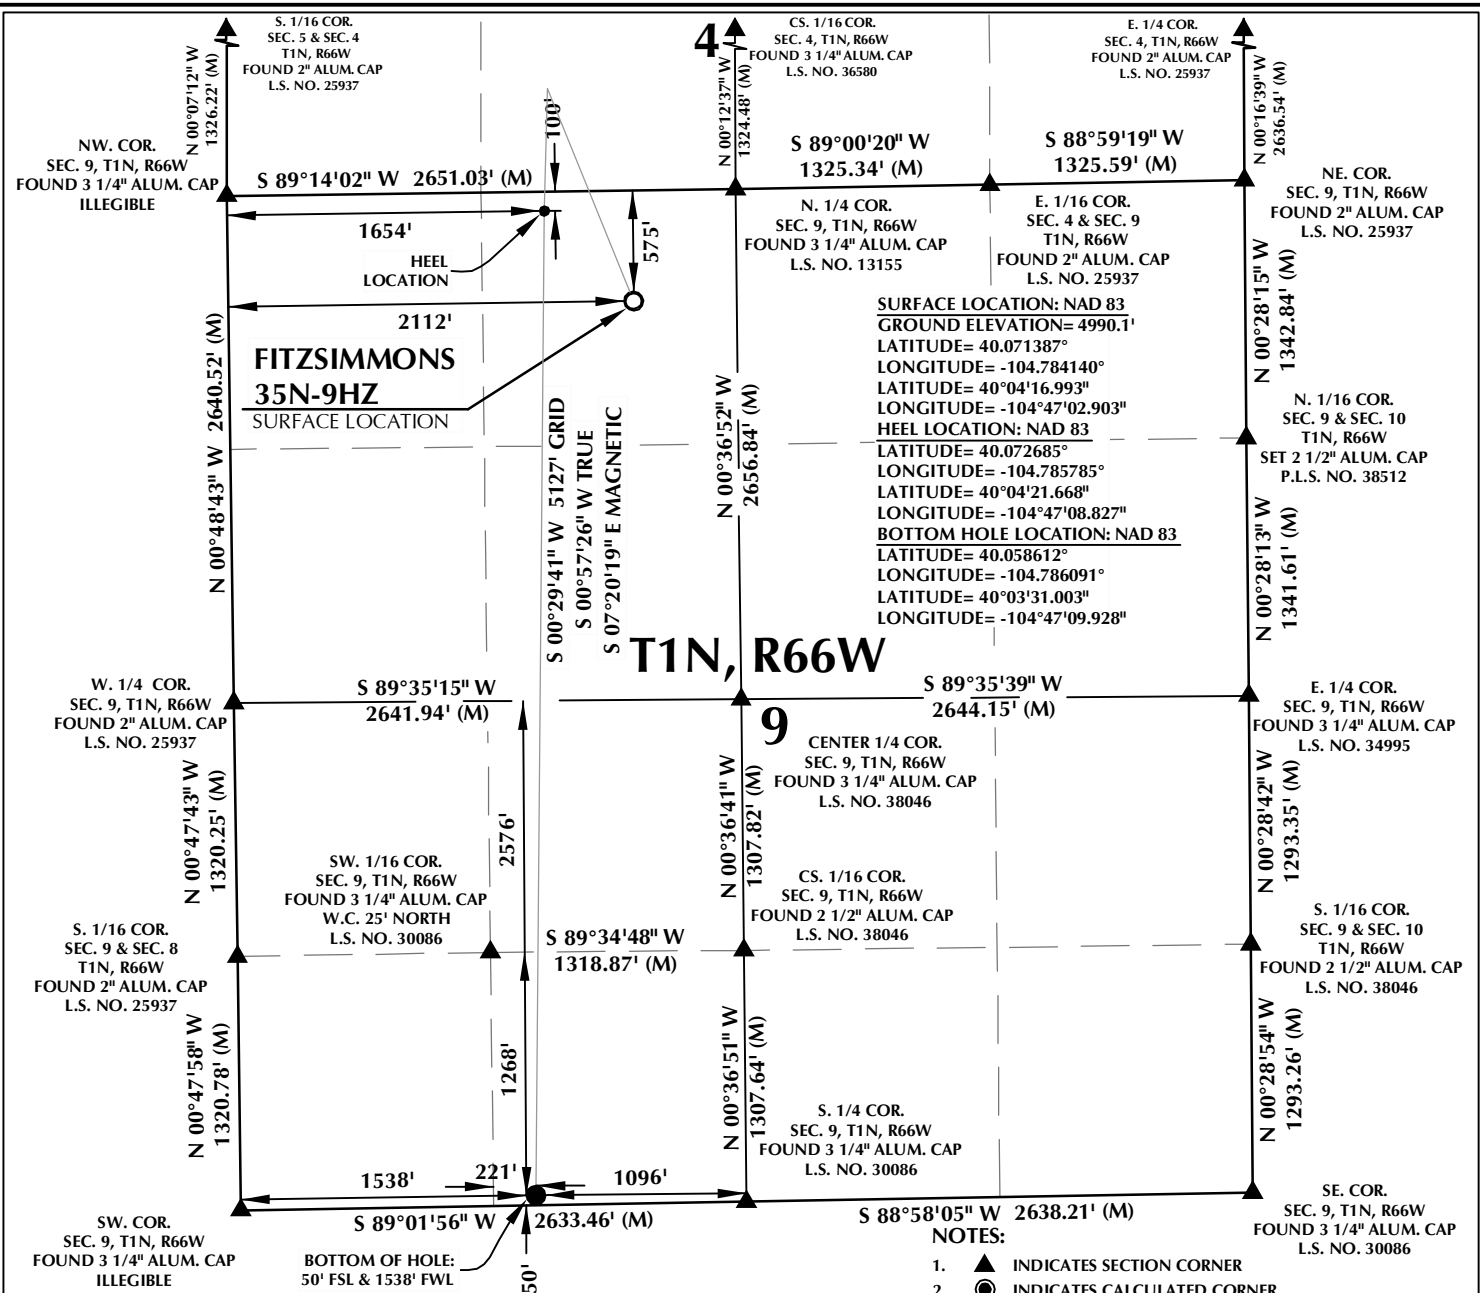 S. 1/16 COR.
SEC. 5 & SEC. 4
T1N, R66W
FOUND 2" ALUM. CAP
L.S. NO. 25937
4
CS. 1/16 COR.
SEC. 4, T1N, R66W
FOUND 3 1/4" ALUM. CAP
L.S. NO. 36580
E. 1/4 COR.
SEC. 4, T1N, R66W
FOUND 2" ALUM. CAP
L.S. NO. 25937
N 00°07'12" W
1326.22' (M)
N 00°12'37" W
1324.48' (M)
N 00°16'39" W
2636.54' (M)
100'
NW. COR.
SEC. 9, T1N, R66W
FOUND 3 1/4" ALUM. CAP
ILLEGIBLE
S 89°14'02" W 2651.03' (M)
S 89°00'20" W
1325.34' (M)
S 88°59'19" W
1325.59' (M)
NE. COR.
SEC. 9, T1N, R66W
FOUND 2" ALUM. CAP
L.S. NO. 25937
N. 1/4 COR.
SEC. 9, T1N, R66W
FOUND 3 1/4" ALUM. CAP
L.S. NO. 13155
E. 1/16 COR.
SEC. 4 & SEC. 9
T1N, R66W
FOUND 2" ALUM. CAP
L.S. NO. 25937
1654'
HEEL
LOCATION
575'
2112'
FITZSIMMONS
35N-9HZ
SURFACE LOCATION
SURFACE LOCATION: NAD 83
GROUND ELEVATION= 4990.1'
LATITUDE= 40.071387°
LONGITUDE= -104.784140°
LATITUDE= 40°04'16.993"
LONGITUDE= -104°47'02.903"
HEEL LOCATION: NAD 83
LATITUDE= 40.072685°
LONGITUDE= -104.785785°
LATITUDE= 40°04'21.668"
LONGITUDE= -104°47'08.827"
BOTTOM HOLE LOCATION: NAD 83
LATITUDE= 40.058612°
LONGITUDE= -104.786091°
LATITUDE= 40°03'31.003"
LONGITUDE= -104°47'09.928"
N 00°28'15" W
1342.84' (M)
N. 1/16 COR.
SEC. 9 & SEC. 10
T1N, R66W
SET 2 1/2" ALUM. CAP
P.L.S. NO. 38512
N 00°48'43" W 2640.52' (M)
S 00°29'41" W 5127' GRID
S 00°57'26" W TRUE
S 07°20'19" E MAGNETIC
N 00°36'52" W
2656.84' (M)
N 00°28'13" W
1341.61' (M)
T1N, R66W
W. 1/4 COR.
SEC. 9, T1N, R66W
FOUND 2" ALUM. CAP
L.S. NO. 25937
S 89°35'15" W
2641.94' (M)
S 89°35'39" W
2644.15' (M)
E. 1/4 COR.
SEC. 9, T1N, R66W
FOUND 3 1/4" ALUM. CAP
L.S. NO. 34995
9
CENTER 1/4 COR.
SEC. 9, T1N, R66W
FOUND 3 1/4" ALUM. CAP
L.S. NO. 38046
N 00°47'43" W
1320.25' (M)
2576'
N 00°36'41" W
1307.82' (M)
N 00°28'42" W
1293.35' (M)
SW. 1/16 COR.
SEC. 9, T1N, R66W
FOUND 3 1/4" ALUM. CAP
W.C. 25' NORTH
L.S. NO. 30086
CS. 1/16 COR.
SEC. 9, T1N, R66W
FOUND 2 1/2" ALUM. CAP
L.S. NO. 38046
S. 1/16 COR.
SEC. 9 & SEC. 8
T1N, R66W
FOUND 2" ALUM. CAP
L.S. NO. 25937
S 89°34'48" W
1318.87' (M)
S. 1/16 COR.
SEC. 9 & SEC. 10
T1N, R66W
FOUND 2 1/2" ALUM. CAP
L.S. NO. 38046
N 00°47'58" W
1320.78' (M)
1268'
N 00°36'51" W
1307.64' (M)
N 00°28'54" W
1293.26' (M)
S. 1/4 COR.
SEC. 9, T1N, R66W
FOUND 3 1/4" ALUM. CAP
L.S. NO. 30086
1538'
221'
1096'
SW. COR.
SEC. 9, T1N, R66W
FOUND 3 1/4" ALUM. CAP
ILLEGIBLE
S 89°01'56" W 2633.46' (M)
S 88°58'05" W 2638.21' (M)
SE. COR.
SEC. 9, T1N, R66W
FOUND 3 1/4" ALUM. CAP
L.S. NO. 30086
BOTTOM OF HOLE:
50' FSL & 1538' FWL
50'
NOTES:
1. INDICATES SECTION CORNER
2. INDICATES CALCULATED CORNER